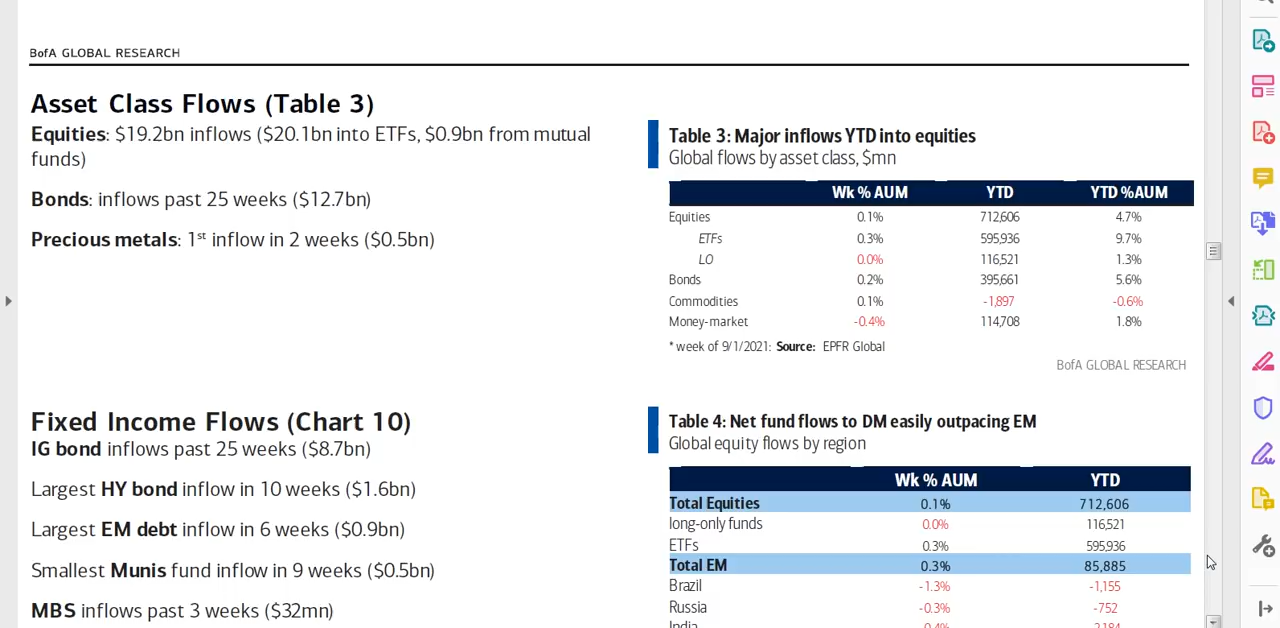 BofA GLOBAL RESEARCH
Asset Class Flows (Table 3)
Equities: $19.2bn inflows ($20.1bn into ETFs, $0.9bn from mutual
funds)
Bonds: inflows past 25 weeks ($12.7bn)
Precious metals: 1st inflow in 2 weeks ($0.5bn)
Table 3: Major inflows YTD into equities
Global flows by asset class, $mn
Wk % AUM YTD YTD %AUM
Equities 0.1% 712,606 4.7%
ETFs 0.3% 595,936 9.7%
LO 0.0% 116,521 1.3%
Bonds 0.2% 395,661 5.6%
Commodities 0.1% -1,897 -0.6%
Money-market -0.4% 114,708 1.8%
* week of 9/1/2021: Source: EPFR Global
BofA GLOBAL RESEARCH
Fixed Income Flows (Chart 10)
IG bond inflows past 25 weeks ($8.7bn)
Largest HY bond inflow in 10 weeks ($1.6bn)
Largest EM debt inflow in 6 weeks ($0.9bn)
Smallest Munis fund inflow in 9 weeks ($0.5bn)
MBS inflows past 3 weeks ($32mn)
Table 4: Net fund flows to DM easily outpacing EM
Global equity flows by region
Wk % AUM YTD
Total Equities 0.1% 712,606
long-only funds 0.0% 116,521
ETFs 0.3% 595,936
Total EM 0.3% 85,885
Brazil -1.3% -1,155
Russia -0.3% -752
India